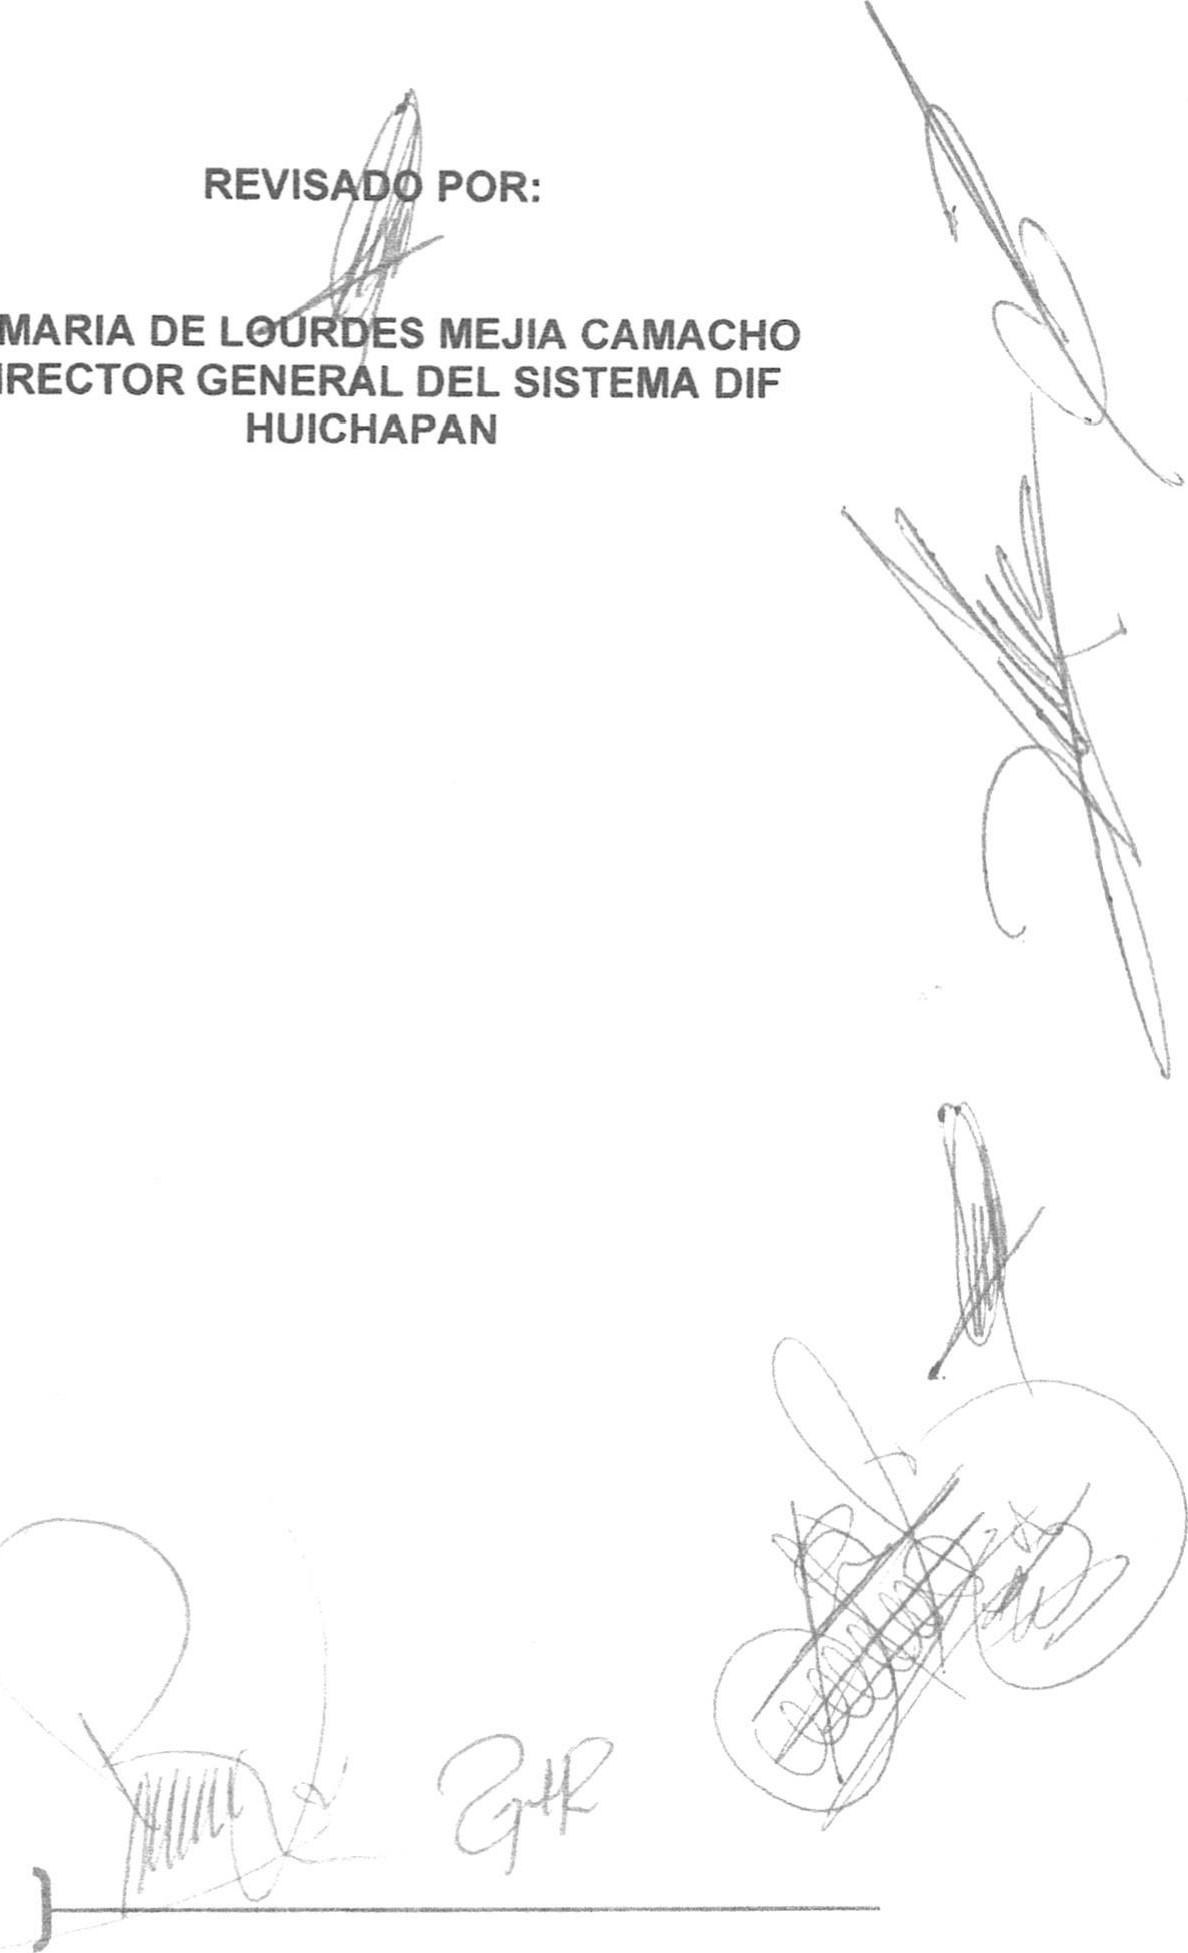 REVISADO POR:
MARIA DE LOURDES MEJIA CAMACHO
IRECTOR GENERAL DEL SISTEMA DIF
HUICHAPAN